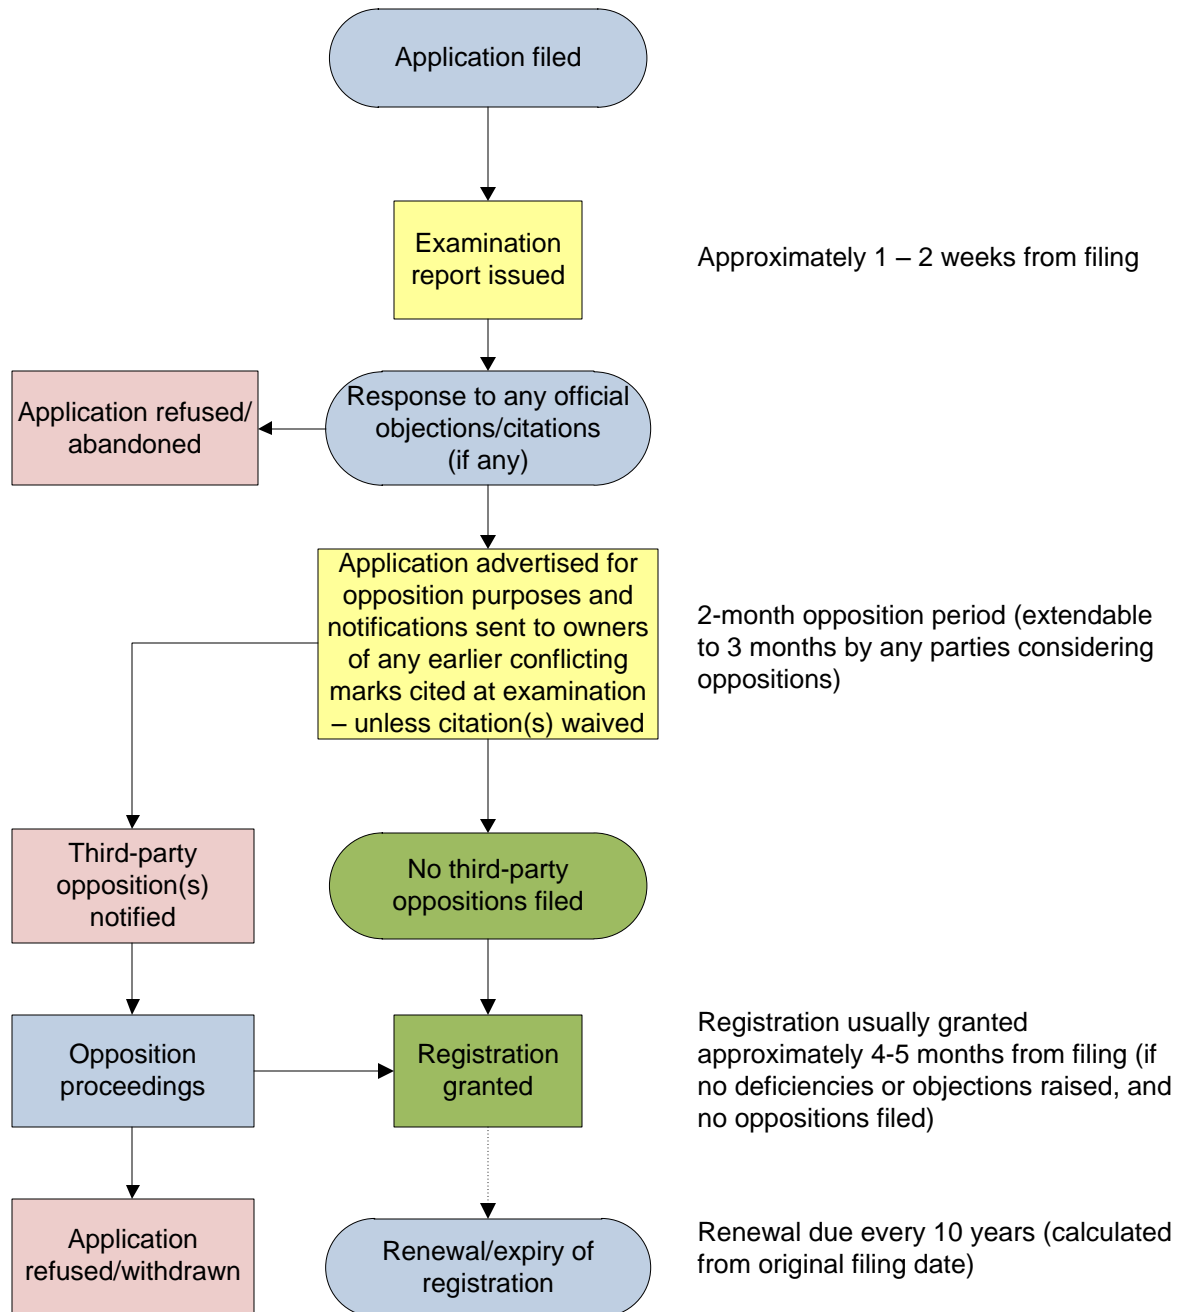 Application filed
Examination
report issued
Approximately 1 – 2 weeks from filing
Application refused/
abandoned
Response to any official
objections/citations
(if any)
Application advertised for
opposition purposes and
notifications sent to owners
of any earlier conflicting
marks cited at examination
– unless citation(s) waived
2-month opposition period (extendable
to 3 months by any parties considering
oppositions)
Third-party
opposition(s)
notified
No third-party
oppositions filed
Opposition
proceedings
Registration
granted
Registration usually granted
approximately 4-5 months from filing (if
no deficiencies or objections raised, and
no oppositions filed)
Application
refused/withdrawn
Renewal/expiry of
registration
Renewal due every 10 years (calculated
from original filing date)